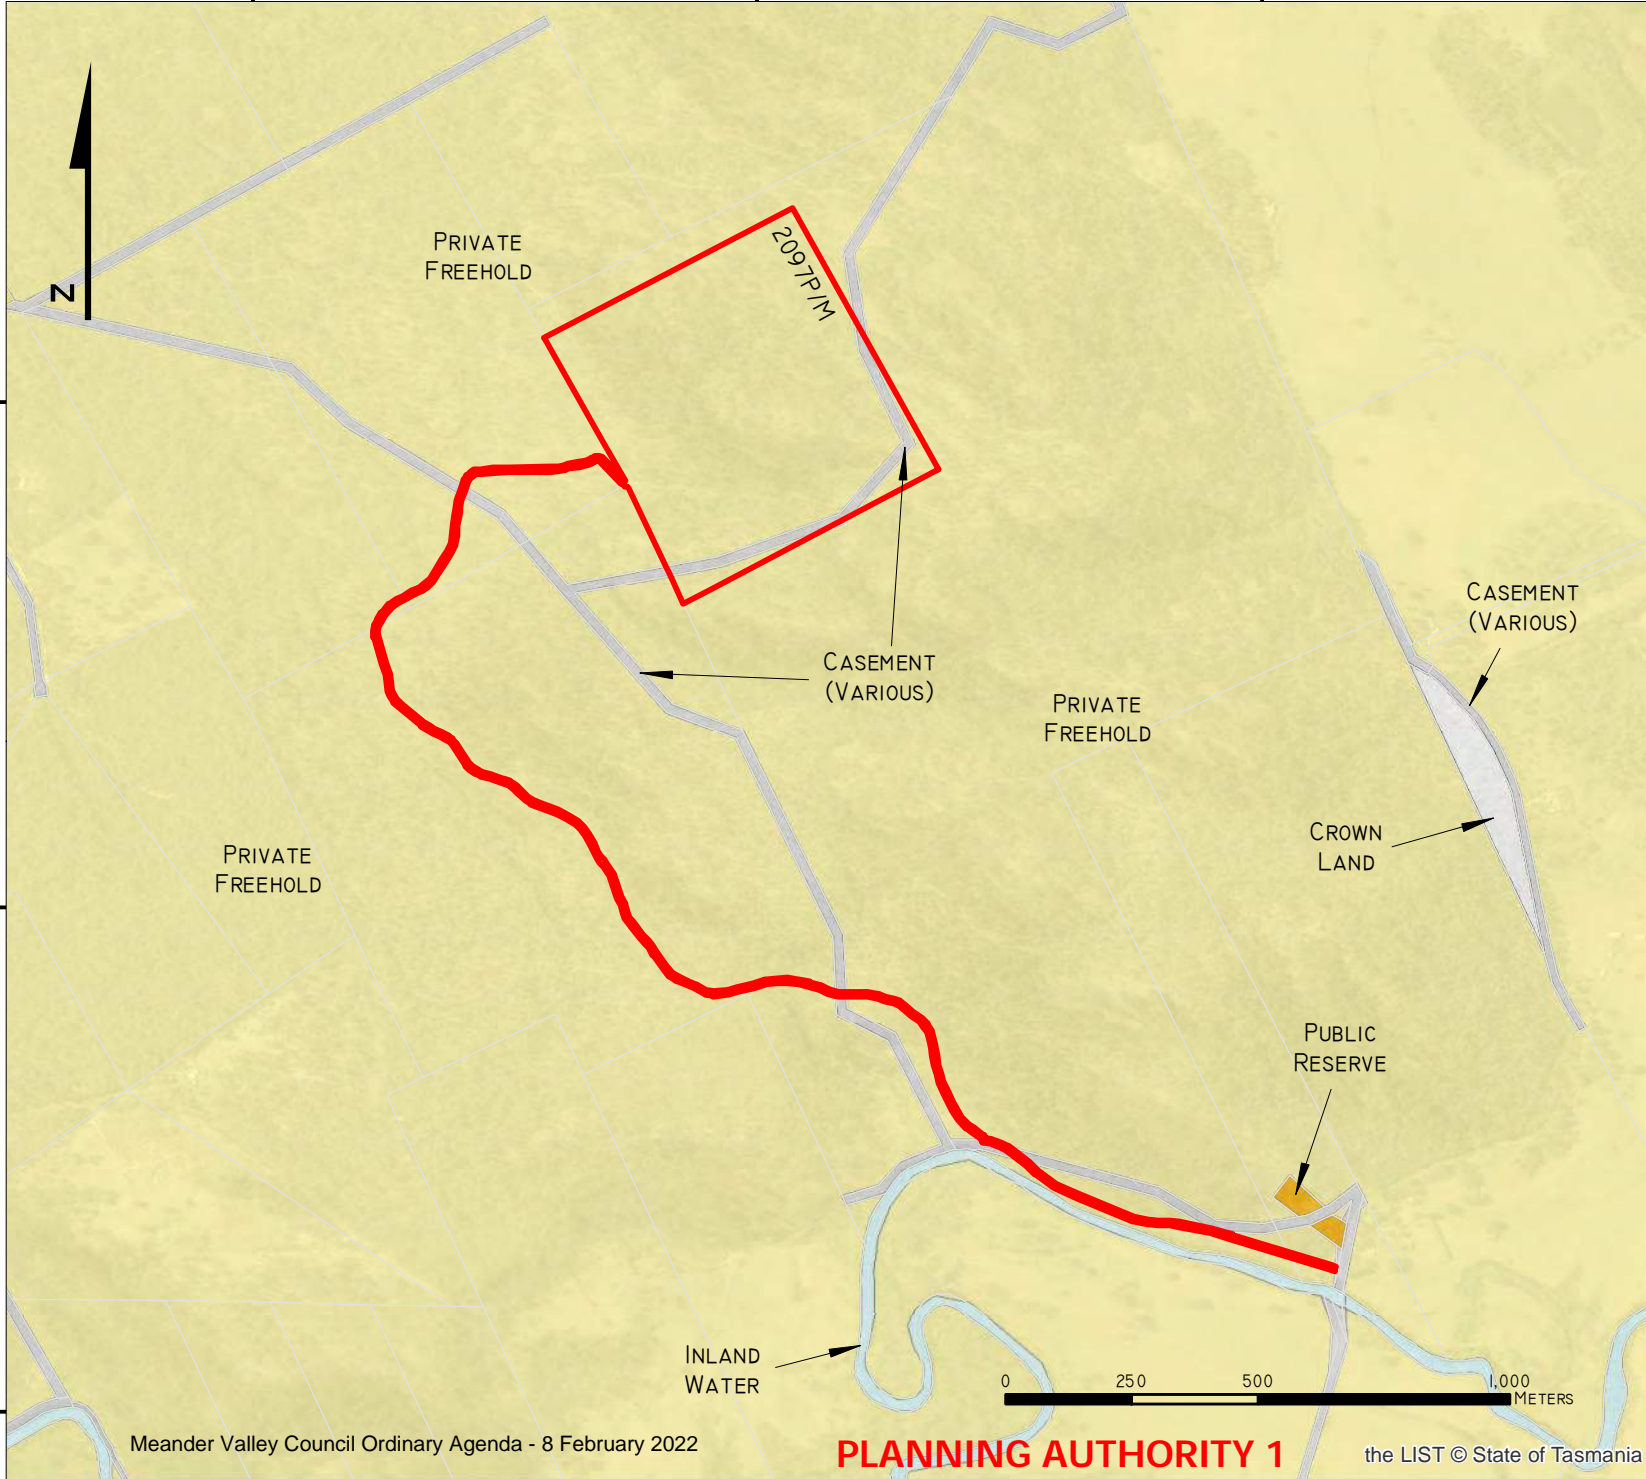 PRIVATE
FREEHOLD
2097P/M
N
CASEMENT
(VARIOUS)
CASEMENT
(VARIOUS)
PRIVATE
FREEHOLD
CROWN
LAND
PRIVATE
FREEHOLD
PUBLIC
RESERVE
INLAND
WATER
0 250 500 1,000
METERS
Meander Valley Council Ordinary Agenda - 8 February 2022
PLANNING AUTHORITY 1
the LIST © State of Tasmania